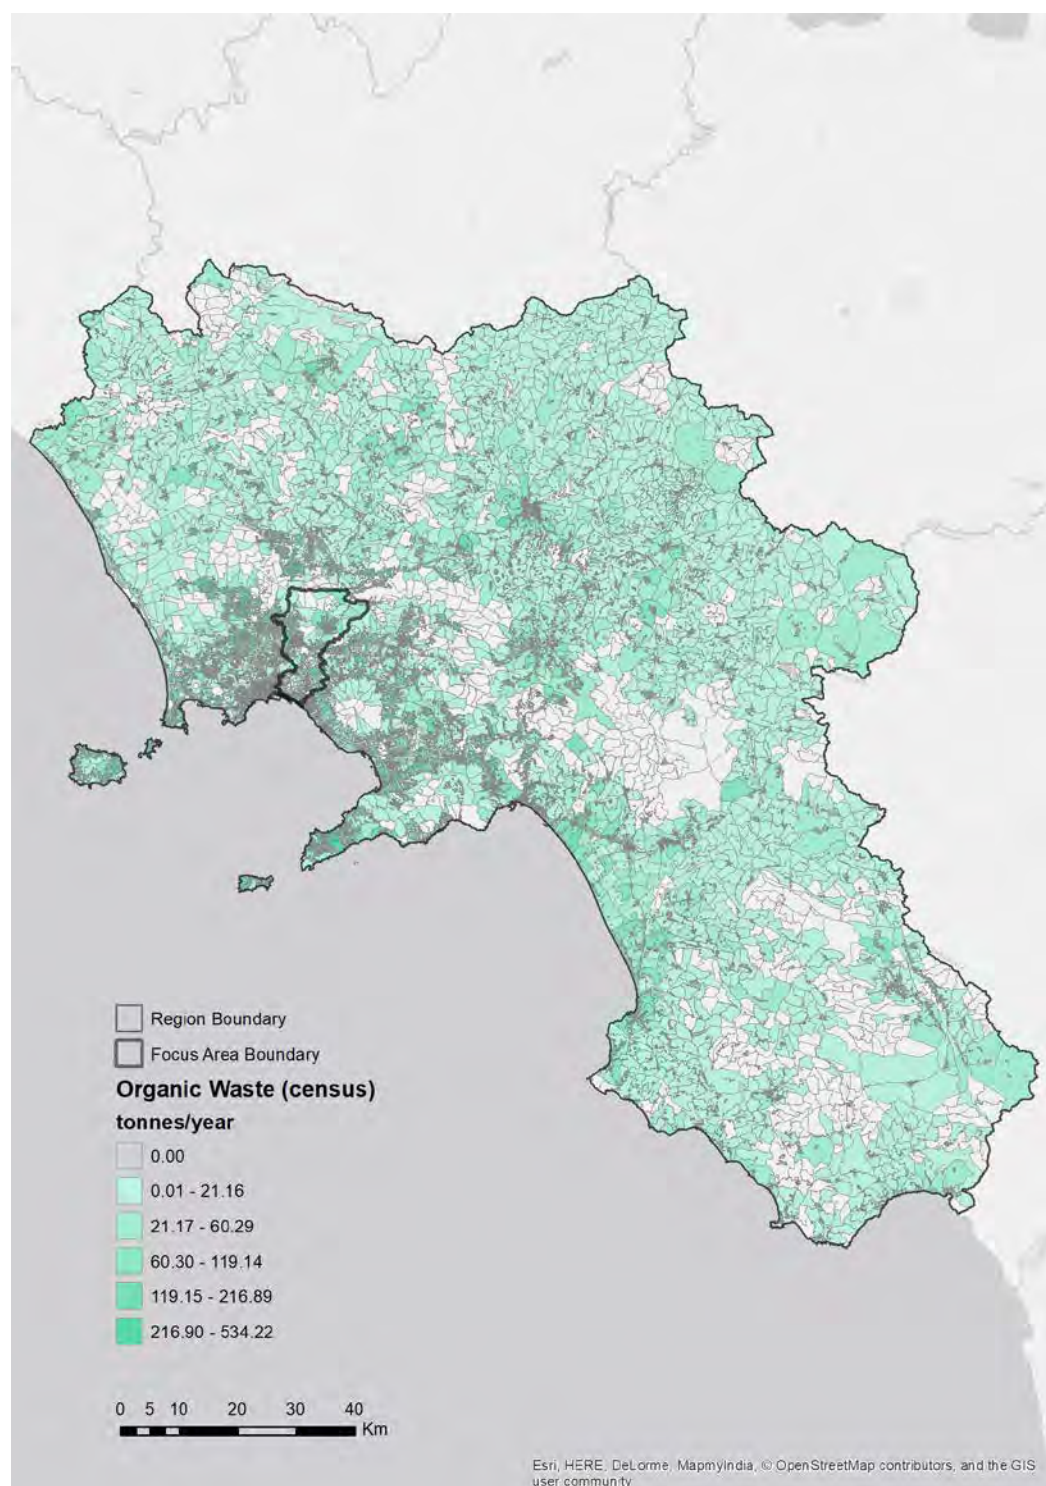 Region Boundary
Focus Area Boundary
Organic Waste (census)
tonnes/year
0.00
0.01 - 21.16
21.17 - 60.29
60.30 - 119.14
119.15 - 216.89
216.90 - 534.22
0 5 10 20 30 40
Km
Esri, HERE, DeLorme, MapmyIndia, © OpenStreetMap contributors, and the GIS
user community